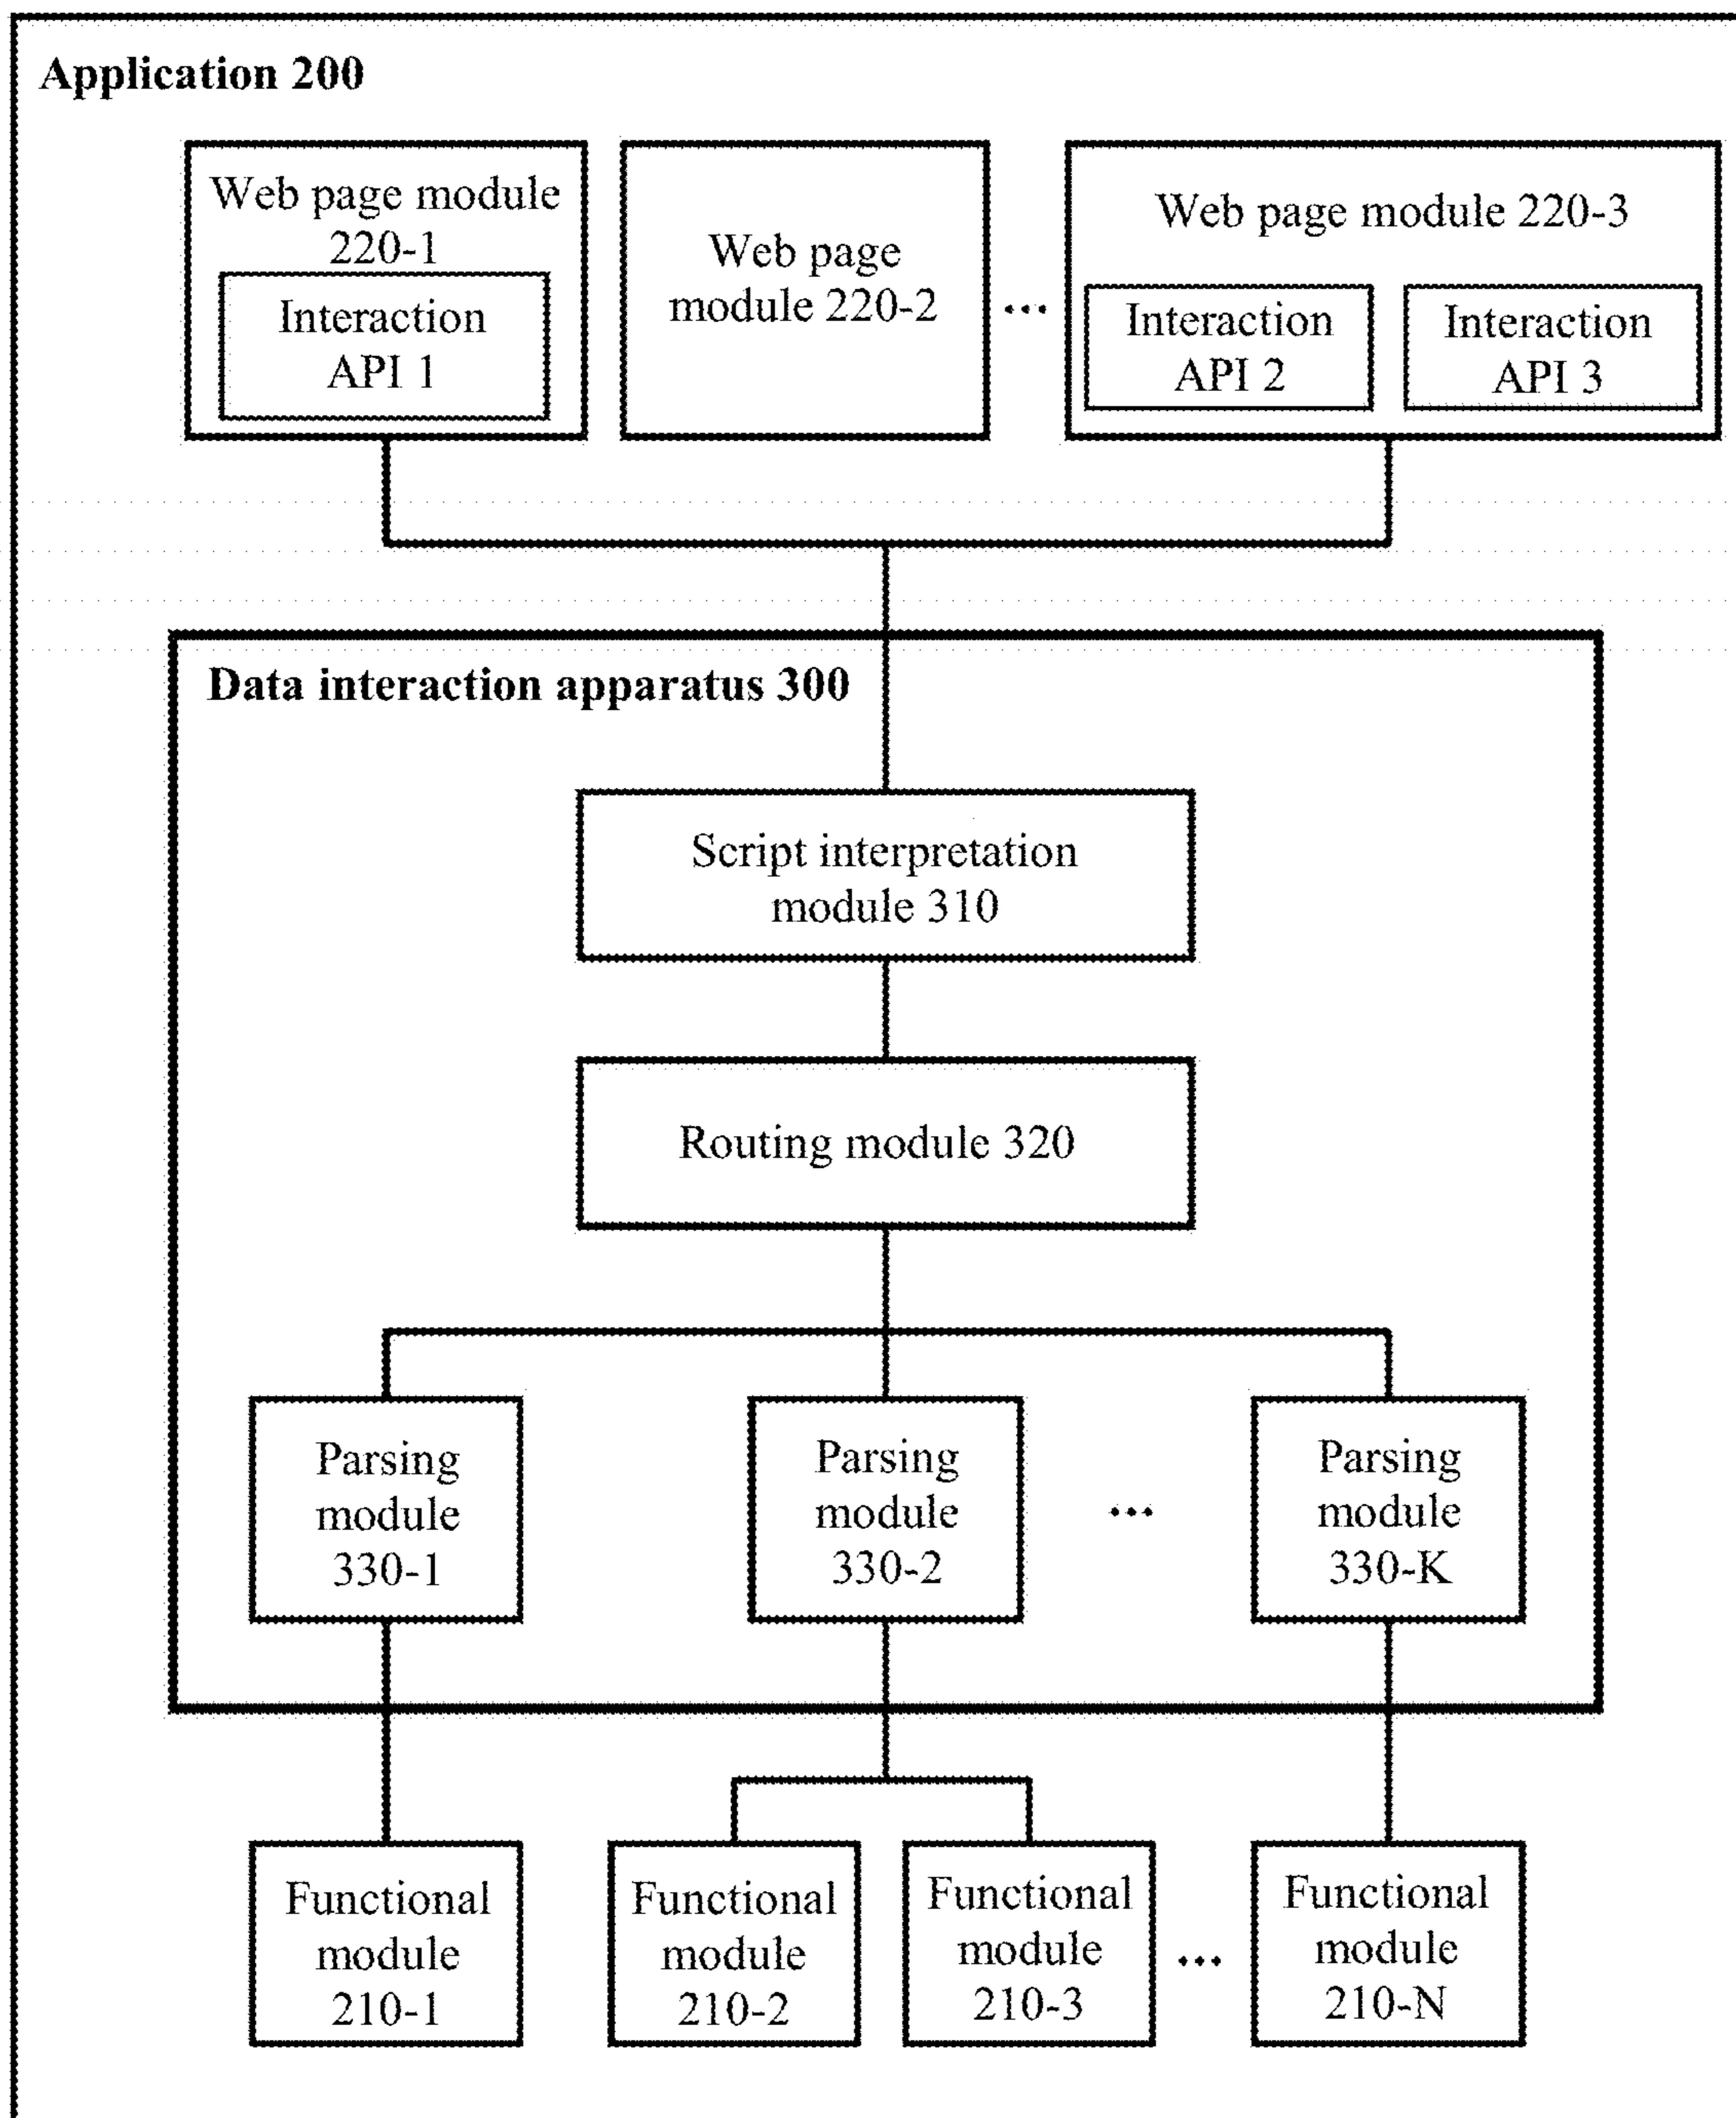 Application 200
Web page module
220-1
Interaction
API 1
Web page
module 220-2
...
Web page module 220-3
Interaction
API 2
Interaction
API 3
Data interaction apparatus 300
Script interpretation
module 310
Routing module 320
Parsing
module
330-1
Parsing
module
330-2
...
Parsing
module
330-K
Functional
module
210-1
Functional
module
210-2
Functional
module
210-3
...
Functional
module
210-N